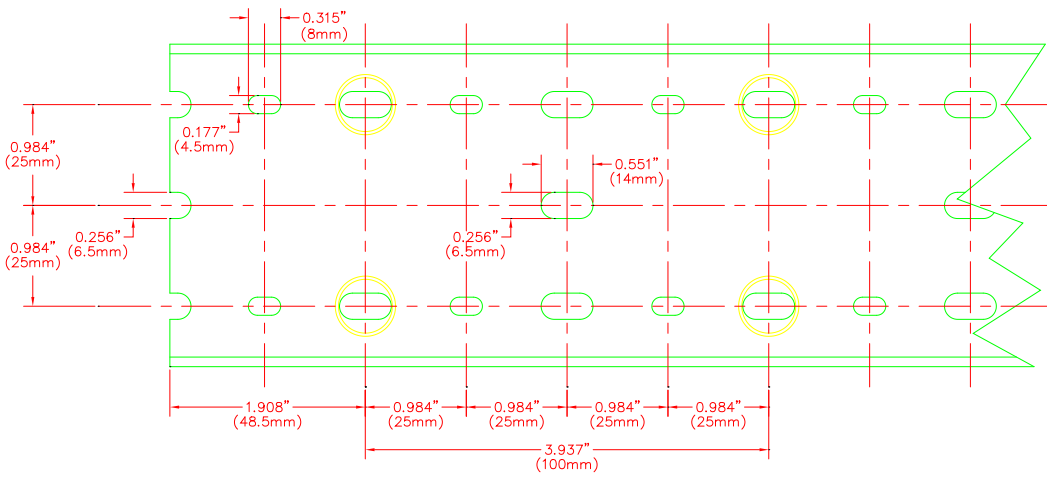 0.315"
(8mm)
0.177"
(4.5mm)
0.984"
(25mm)
0.551"
(14mm)
0.256"
(6.5mm)
0.256"
(6.5mm)
0.984"
(25mm)
1.908"
(48.5mm)
0.984"
(25mm)
0.984"
(25mm)
0.984"
(25mm)
0.984"
(25mm)
3.937"
(100mm)